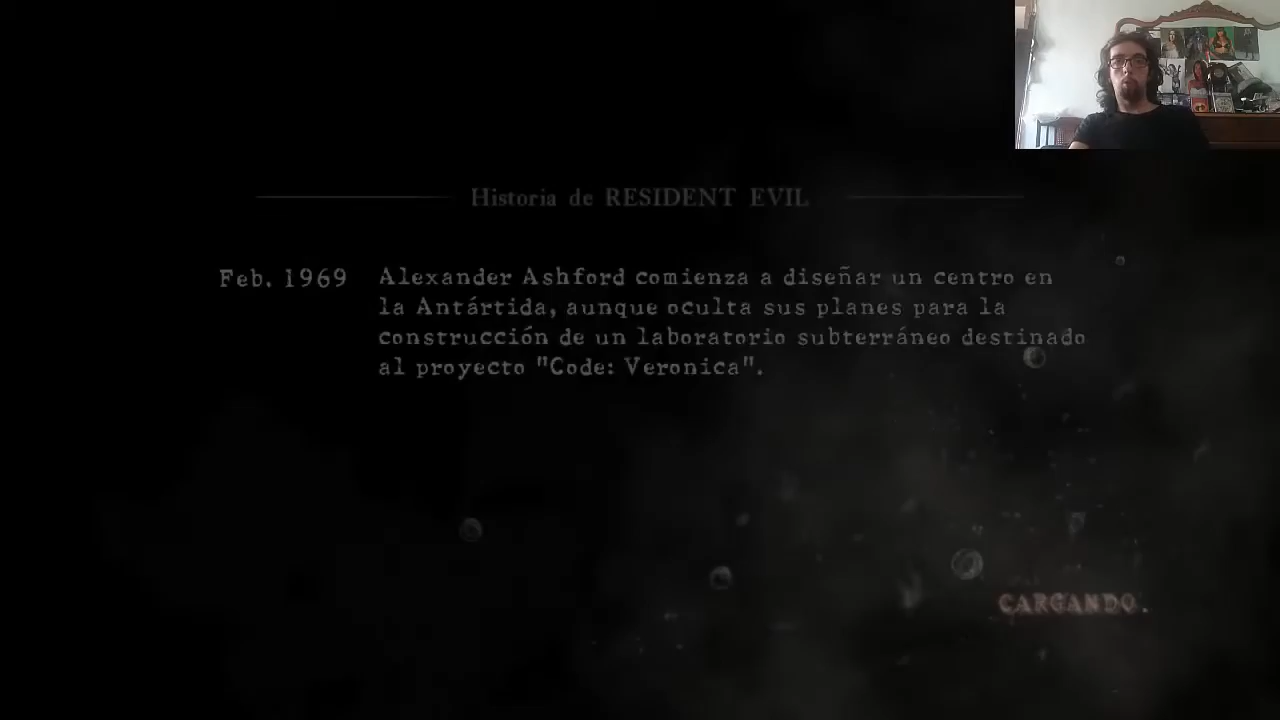 Historia de RESIDENT EVIL
Feb. 1969 Alexander Ashford comienza a diseñar un centro en
la Antártida, aunque oculta sus planes para la
construcción de un laboratorio subterráneo destinado
al proyecto "Code: Veronica".
CARGANDO.